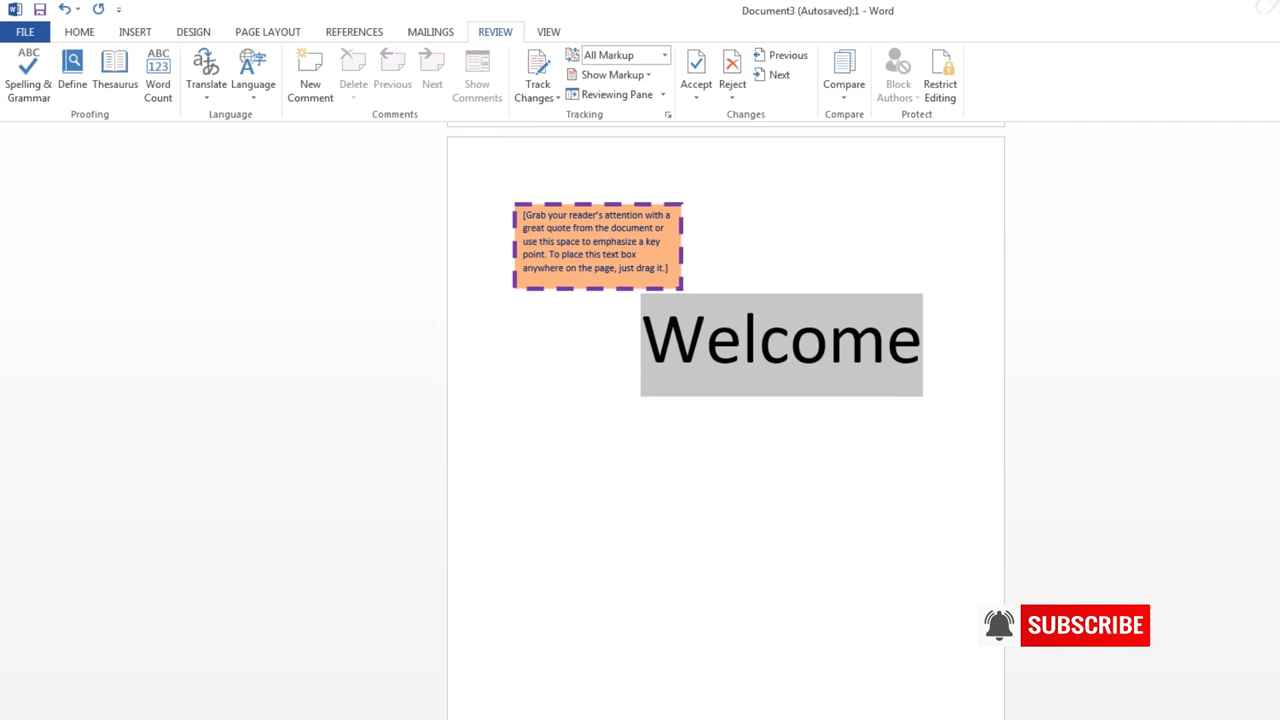 Document3 (Autosaved):1 - Word
FILE HOME INSERT DESIGN PAGE LAYOUT REFERENCES MAILINGS REVIEW VIEW
ABC
Spelling &
Grammar
Define
Thesaurus
ABC
123
Word
Count
Proofing
Translate
Language
Language
New
Comment
Delete
Previous
Next
Show
Comments
Comments
Track
Changes
All Markup
Show Markup
Reviewing Pane
Tracking
Accept
Reject
Previous
Next
Changes
Compare
Compare
Block
Authors
Restrict
Editing
Protect
[Grab your reader's attention with a
great quote from the document or
use this space to emphasize a key
point. To place this text box
anywhere on the page, just drag it.]
Welcome
SUBSCRIBE